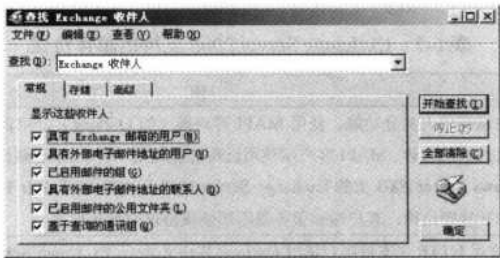 查找 Exchange 收件人
文件(F) 编辑(E) 查看(V) 帮助(H)
查找(D): Exchange 收件人
常规 存储 高级
显示这些收件人
具有 Exchange 邮箱的用户(B)
具有外部电子邮件地址的用户(V)
已启用邮件的组(G)
具有外部电子邮件地址的联系人(O)
已启用邮件的公用文件夹(L)
基于查询的通讯组(Q)
开始查找(I)
停止(P)
全部清除(C)
确定